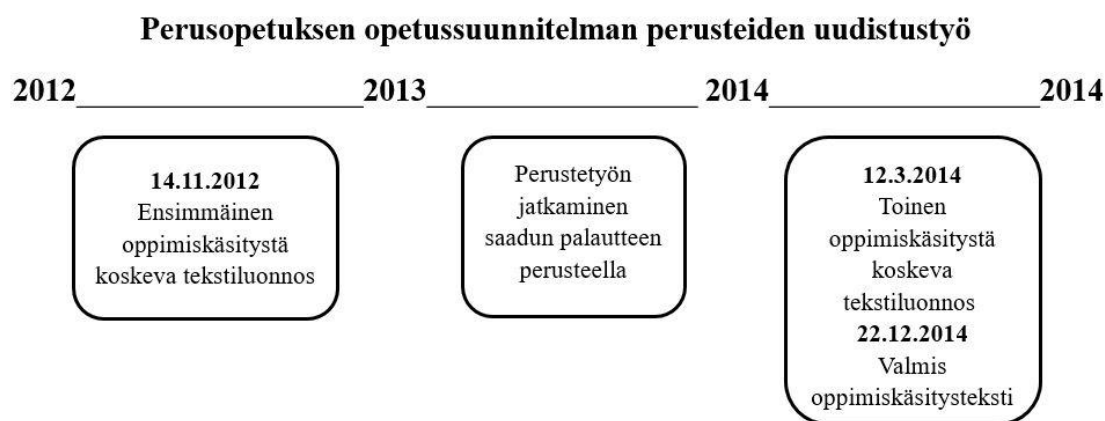 Perusopetuksen opetussuunnitelman perusteiden uudistustyö
2012 2013 2014 2014
14.11.2012
Ensimmäinen
oppimiskäsitystä
koskeva tekstiluonnos
Perustetyön
jatkaminen
saadun palautteen
perusteella
12.3.2014
Toinen
oppimiskäsitystä
koskeva
tekstiluonnos
22.12.2014
Valmis
oppimiskäsitysteksti